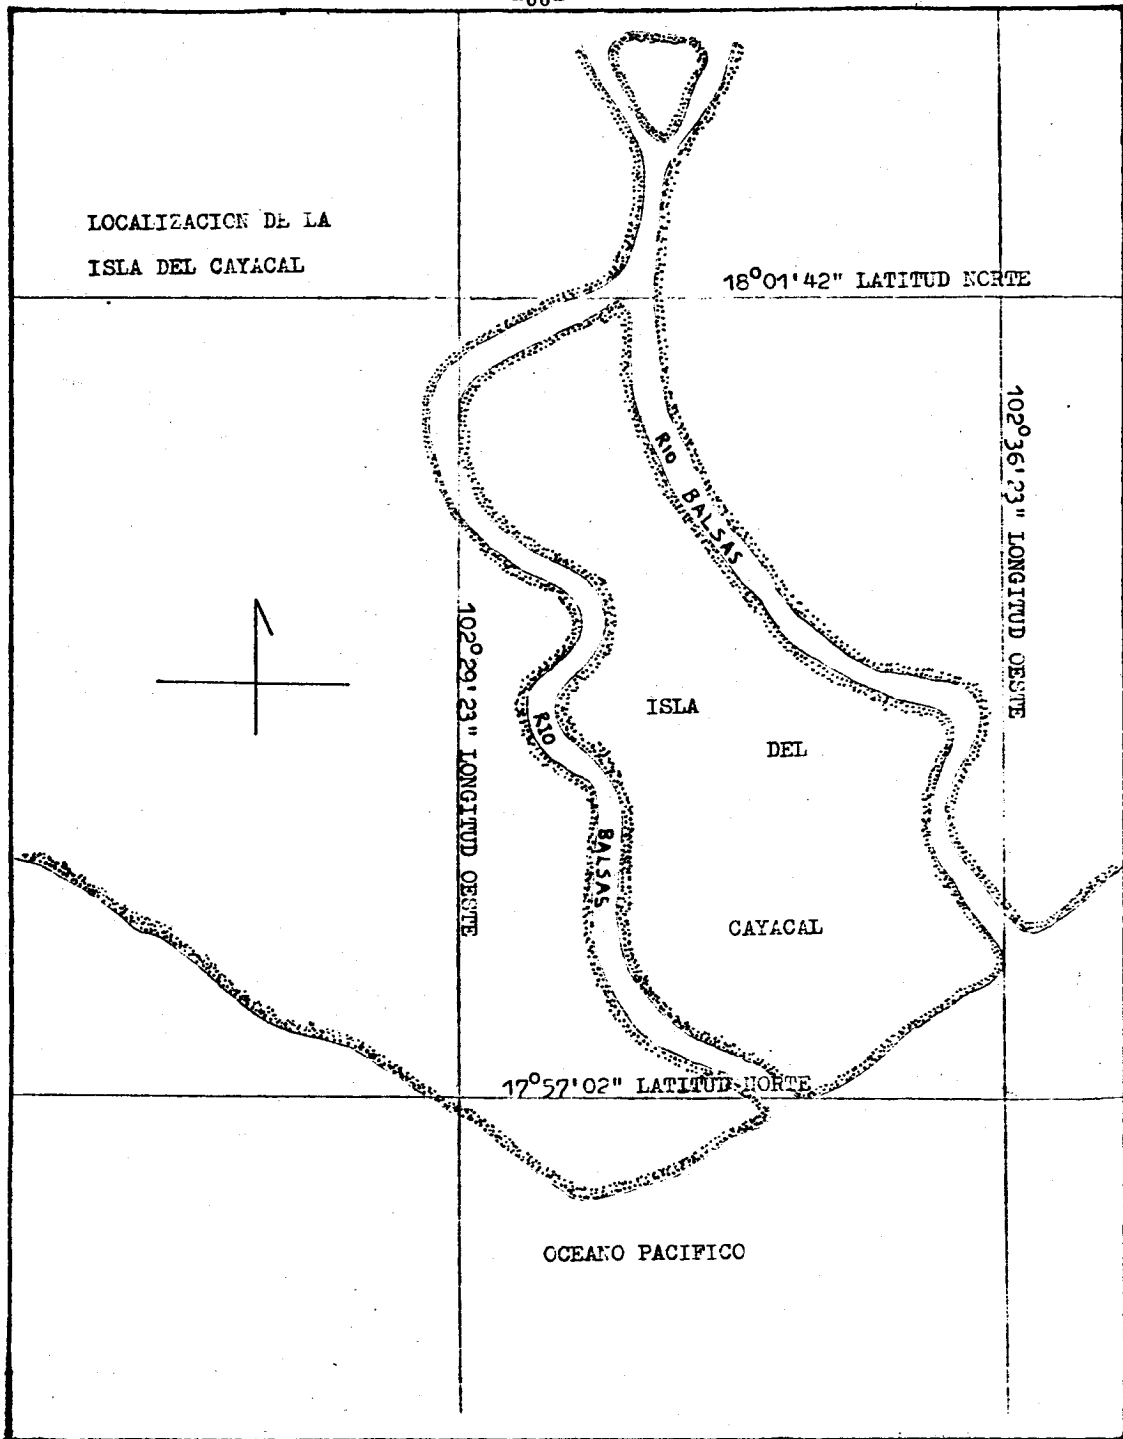 LOCALIZACION DE LA
ISLA DEL CAYACAL
18°01'42" LATITUD NORTE
102°36'23" LONGITUD OESTE
RIO BALSAS
102°29'23" LONGITUD OESTE
ISLA
DEL
RIO
BALSAS
CAYACAL
17°57'02" LATITUD NORTE
OCEANO PACIFICO